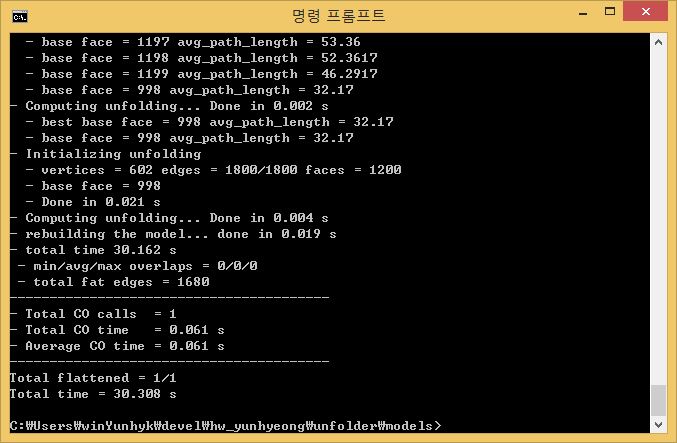 명령 프롬프트
- base face = 1197 avg_path_length = 53.36
- base face = 1198 avg_path_length = 52.3617
- base face = 1199 avg_path_length = 46.2917
- base face = 998 avg_path_length = 32.17
- Computing unfolding... Done in 0.002 s
- best base face = 998 avg_path_length = 32.17
- base face = 998 avg_path_length = 32.17
- Initializing unfolding
- vertices = 602 edges = 1800/1800 faces = 1200
- base face = 998
- Done in 0.021 s
- Computing unfolding... Done in 0.004 s
- rebuilding the model... done in 0.019 s
- total time 30.162 s
- min/avg/max overlaps = 0/0/0
- total fat edges = 1680
----------------------------------------
- Total CO calls  = 1
- Total CO time   = 0.061 s
- Average CO time = 0.061 s
----------------------------------------
Total flattened = 1/1
Total time = 30.308 s
C:₩Users₩winYunhyk₩devel₩hw_yunhyeong₩unfolder₩models>